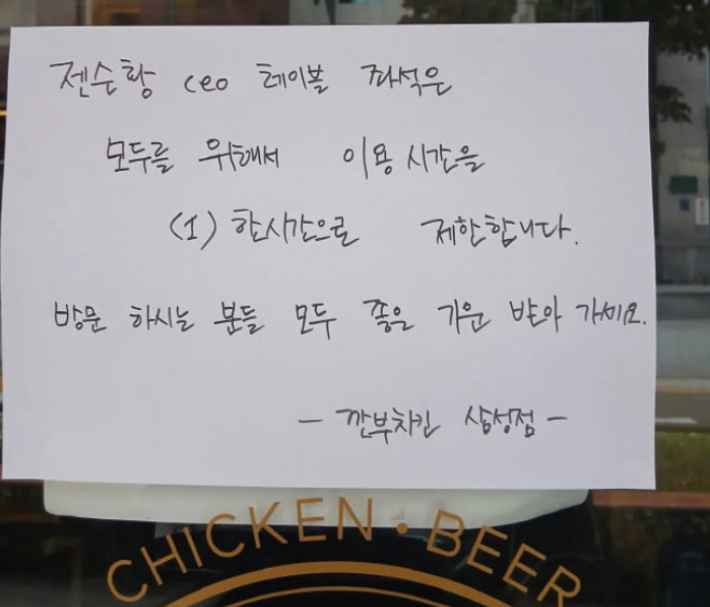 젠슨황 ceo 테이블 좌석은
모두를 위해서 이용 시간을
(1) 한시간으로 제한합니다.
방문 하시는 분들 모두 좋은 기운 받아 가세요.
- 깐부치킨 삼성점 -
CHICKEN • BEER